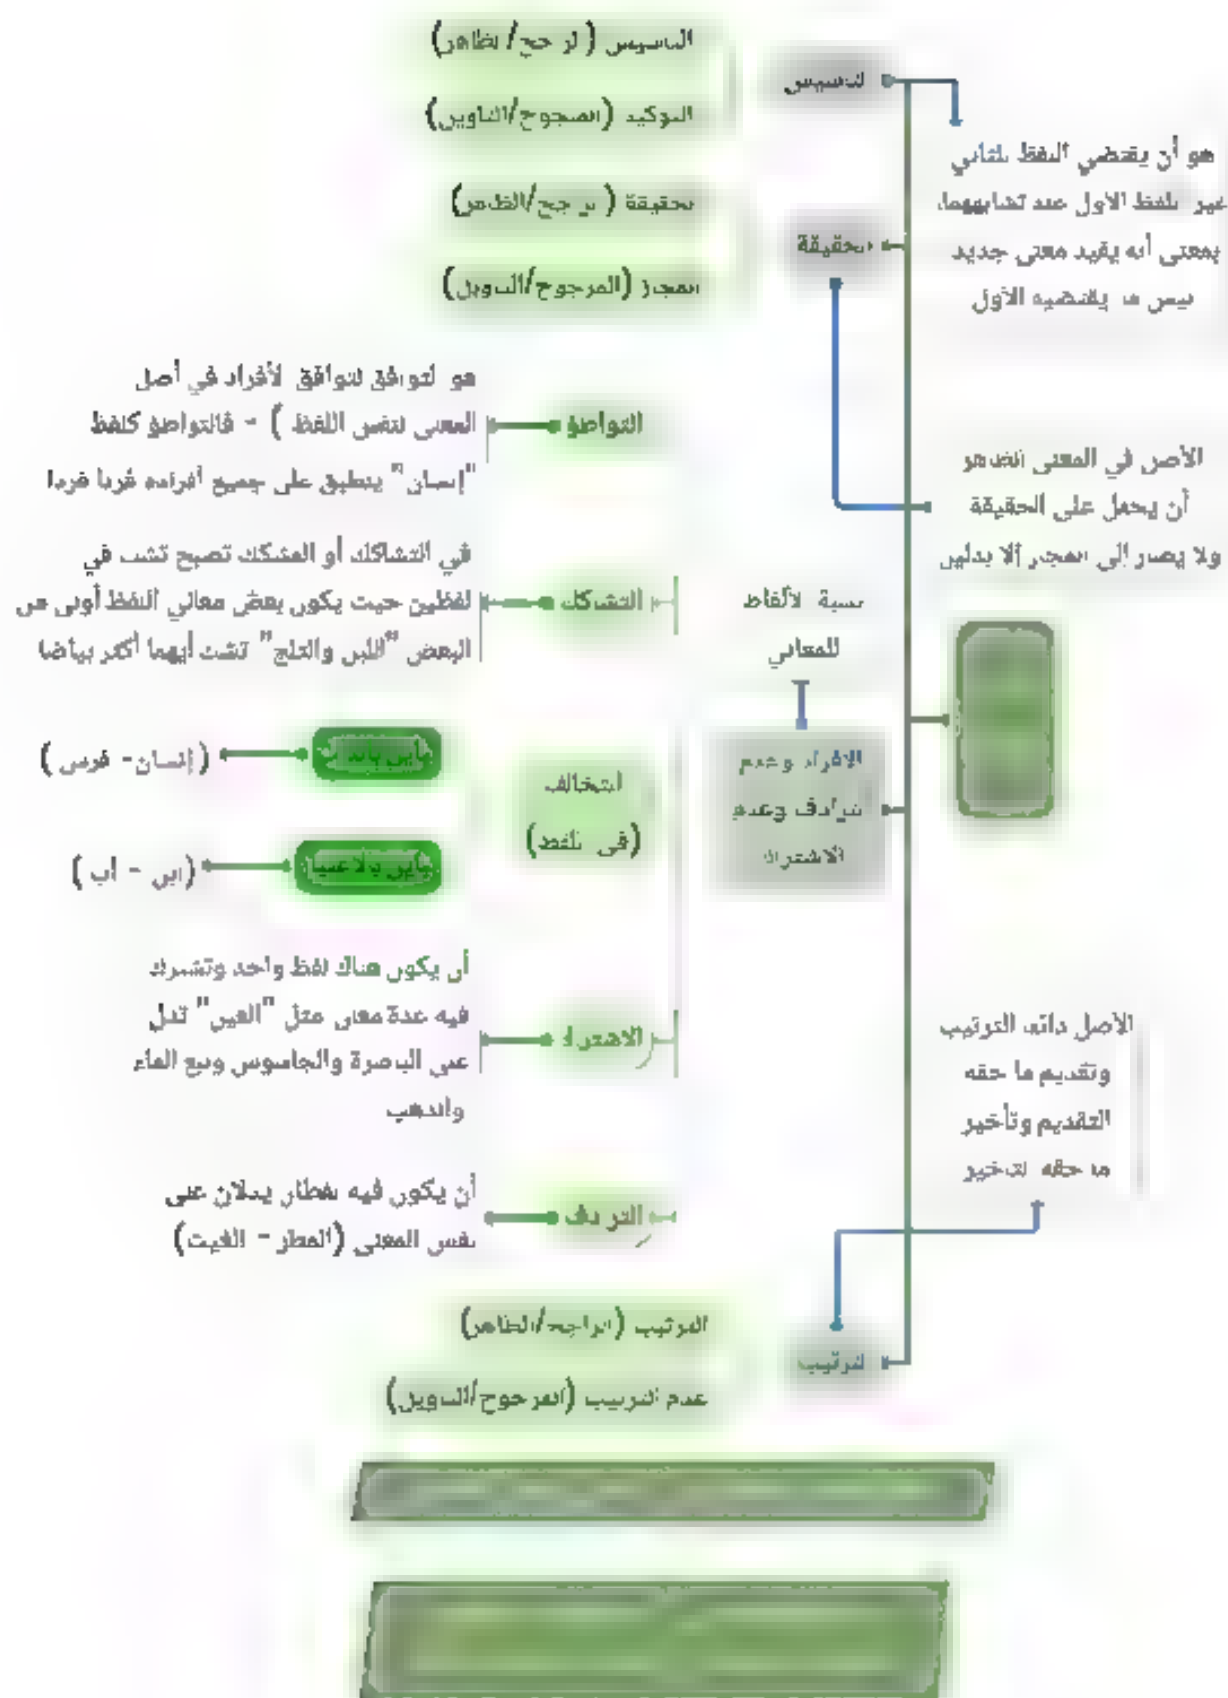 التأسيس
التأسيس (الراجح/الظاهر)
التوكيد (المرجوح/التأويل)
هو أن يقتضي اللفظ الثاني
غير اللفظ الأول عند تشابههما،
بمعنى أنه يفيد معنى جديد
ليس ما يقتضيه الأول
الحقيقة
الحقيقة (الراجح/الظاهر)
المجاز (المرجوح/التأويل)
الأصل في المعنى الظاهر
أن يحمل على الحقيقة
ولا يصار إلى المجاز إلا بدليل
نسبة الألفاظ
للمعاني
الإفراد وعدم
الترادف وعدم
الاشتراك
التواطؤ
هو التوافق لتوافق الأفراد في أصل
المعنى لنفس اللفظ ) - فالتواطؤ كلفظ
"إنسان" ينطبق على جميع أفراده فردا فردا
التشاكك
في التشاكك أو المشكك تصبح تشك في
لفظين حيث يكون بعض معاني اللفظ أولى من
البعض "اللبن والثلج" تشك أيهما أكثر بياضا
التخالف
(في اللفظ)
(إنسان- فرس )
(ابن - أب )
الاشتراك
أن يكون هناك لفظ واحد وتشترك
فيه عدة معاني مثل "العين" تدل
على الباصرة والجاسوس ونبع الماء
والذهب
الترادف
أن يكون فيه لفظان يدلان على
نفس المعنى (المطر - الغيث)
الأصل دائما الترتيب
وتقديم ما حقه
التقديم وتأخير
ما حقه التأخير
الترتيب
الترتيب (الراجح/الظاهر)
عدم الترتيب (المرجوح/التأويل)